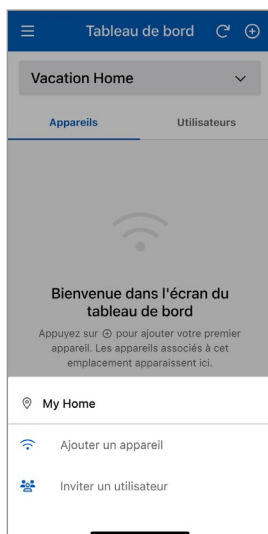 Tableau de bord
Vacation Home
Appareils Utilisateurs
Bienvenue dans l'écran du
tableau de bord
Appuyez sur ⊕ pour ajouter votre premier
appareil. Les appareils associés à cet
emplacement apparaissent ici.
My Home
Ajouter un appareil
Inviter un utilisateur